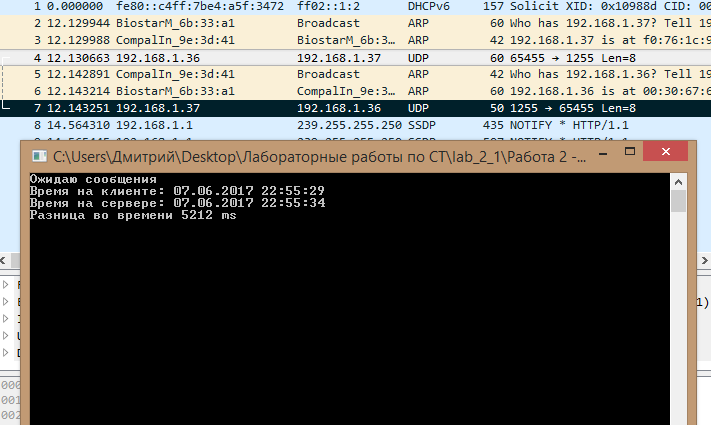 1 0.000000 fe80::c4ff:7be4:a5f:3472 ff02::1:2 DHCPv6 157 Solicit XID: 0x10988d CID: 00
2 12.129944 BiostarM_6b:33:a1 Broadcast ARP 60 Who has 192.168.1.37? Tell 19
3 12.129988 CompalIn_9e:3d:41 BiostarM_6b:3… ARP 42 192.168.1.37 is at f0:76:1c:9
4 12.130663 192.168.1.36 192.168.1.37 UDP 60 65455 → 1255 Len=8
5 12.142891 CompalIn_9e:3d:41 Broadcast ARP 42 Who has 192.168.1.36? Tell 19
6 12.143214 BiostarM_6b:33:a1 CompalIn_9e:3… ARP 60 192.168.1.36 is at 00:30:67:6
7 12.143251 192.168.1.37 192.168.1.36 UDP 50 1255 → 65455 Len=8
8 14.564310 192.168.1.1 239.255.255.250 SSDP 435 NOTIFY * HTTP/1.1
C:\Users\Дмитрий\Desktop\Лабораторные работы по СТ\lab_2_1\Работа 2 -...
Ожидаю сообщения
Время на клиенте: 07.06.2017 22:55:29
Время на сервере: 07.06.2017 22:55:34
Разница во времени 5212 ms
1)
000
001
002